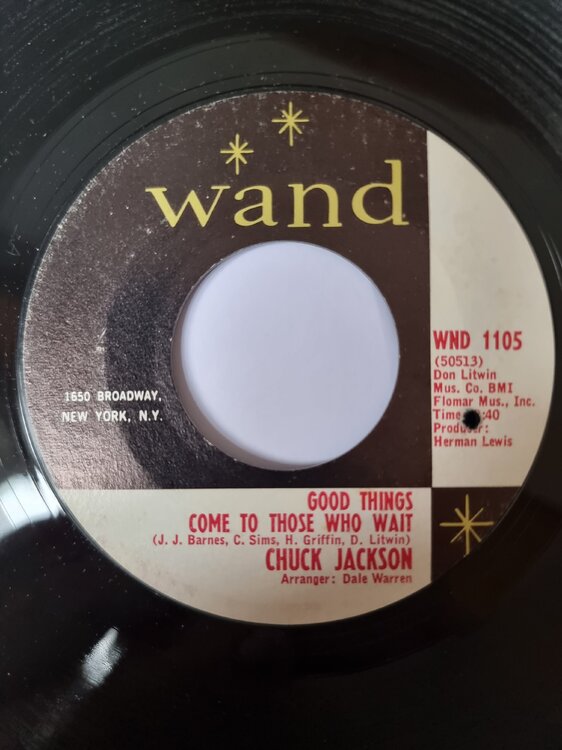 wand
1650 BROADWAY,
NEW YORK, N.Y.
WND 1105
(50513)
Don Litwin
Mus. Co. BMI
Flomar Mus., Inc.
:40
Herman Lewis
GOOD THINGS
COME TO THOSE WHO WAIT
(J. J. Barnes, C. Sims, H. Griffin, D. Litwin)
CHUCK JACKSON
Arranger: Dale Warren